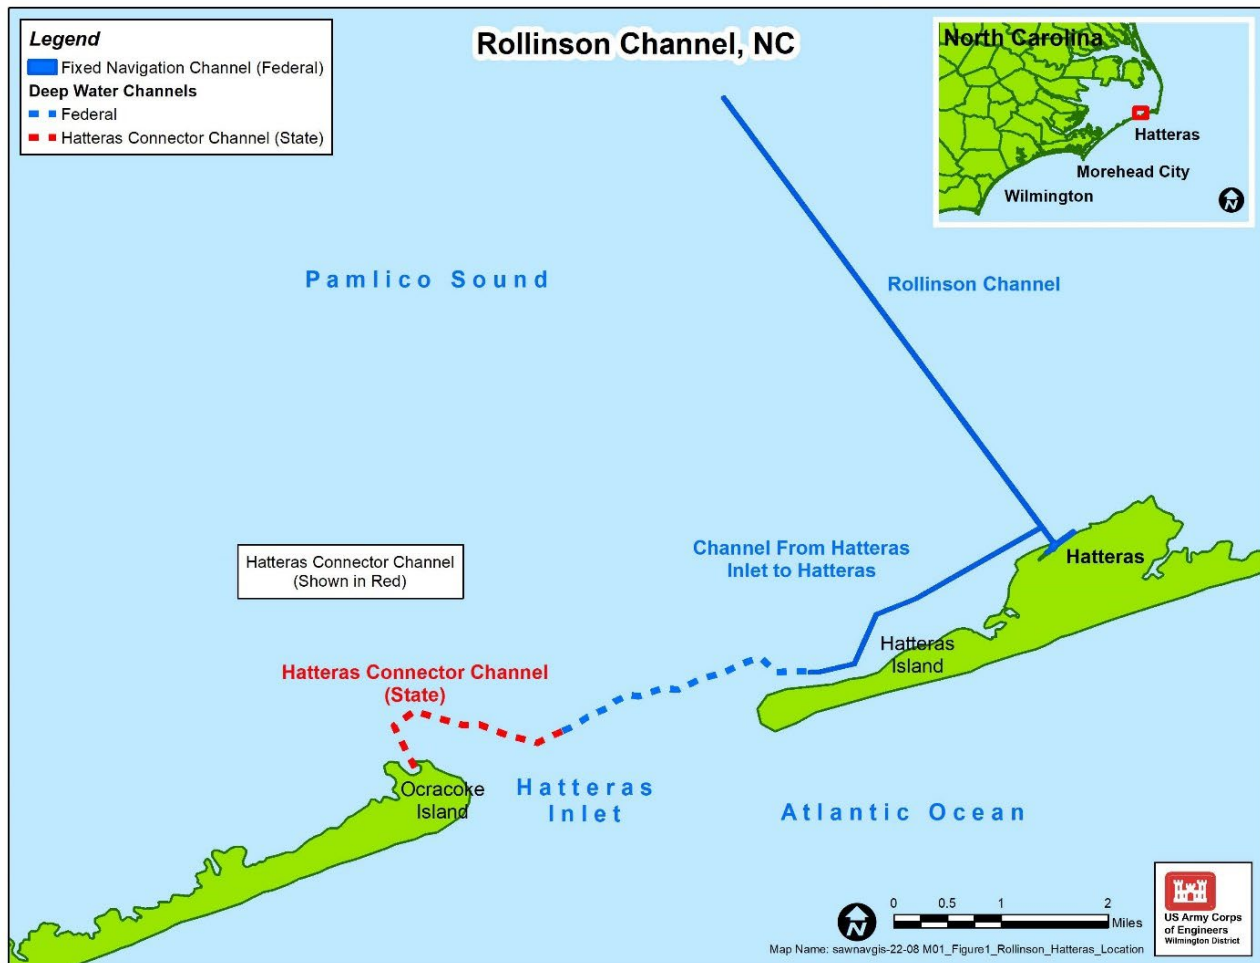 Rollinson Channel, NC
Legend
Fixed Navigation Channel (Federal)
Deep Water Channels
Federal
Hatteras Connector Channel (State)
North Carolina
Hatteras
Morehead City
Wilmington
N
Pamlico Sound
Rollinson Channel
Channel From Hatteras
Inlet to Hatteras
Hatteras
Hatteras Connector Channel
(Shown in Red)
Hatteras
Island
Hatteras Connector Channel
(State)
Ocracoke
Island
Hatteras
Inlet
Atlantic Ocean
N
0 0.5 1 2
Miles
Map Name: sawnavgis-22-08 M01_Figure1_Rollinson_Hatteras_Location
US Army Corps
of Engineers
Wilmington District